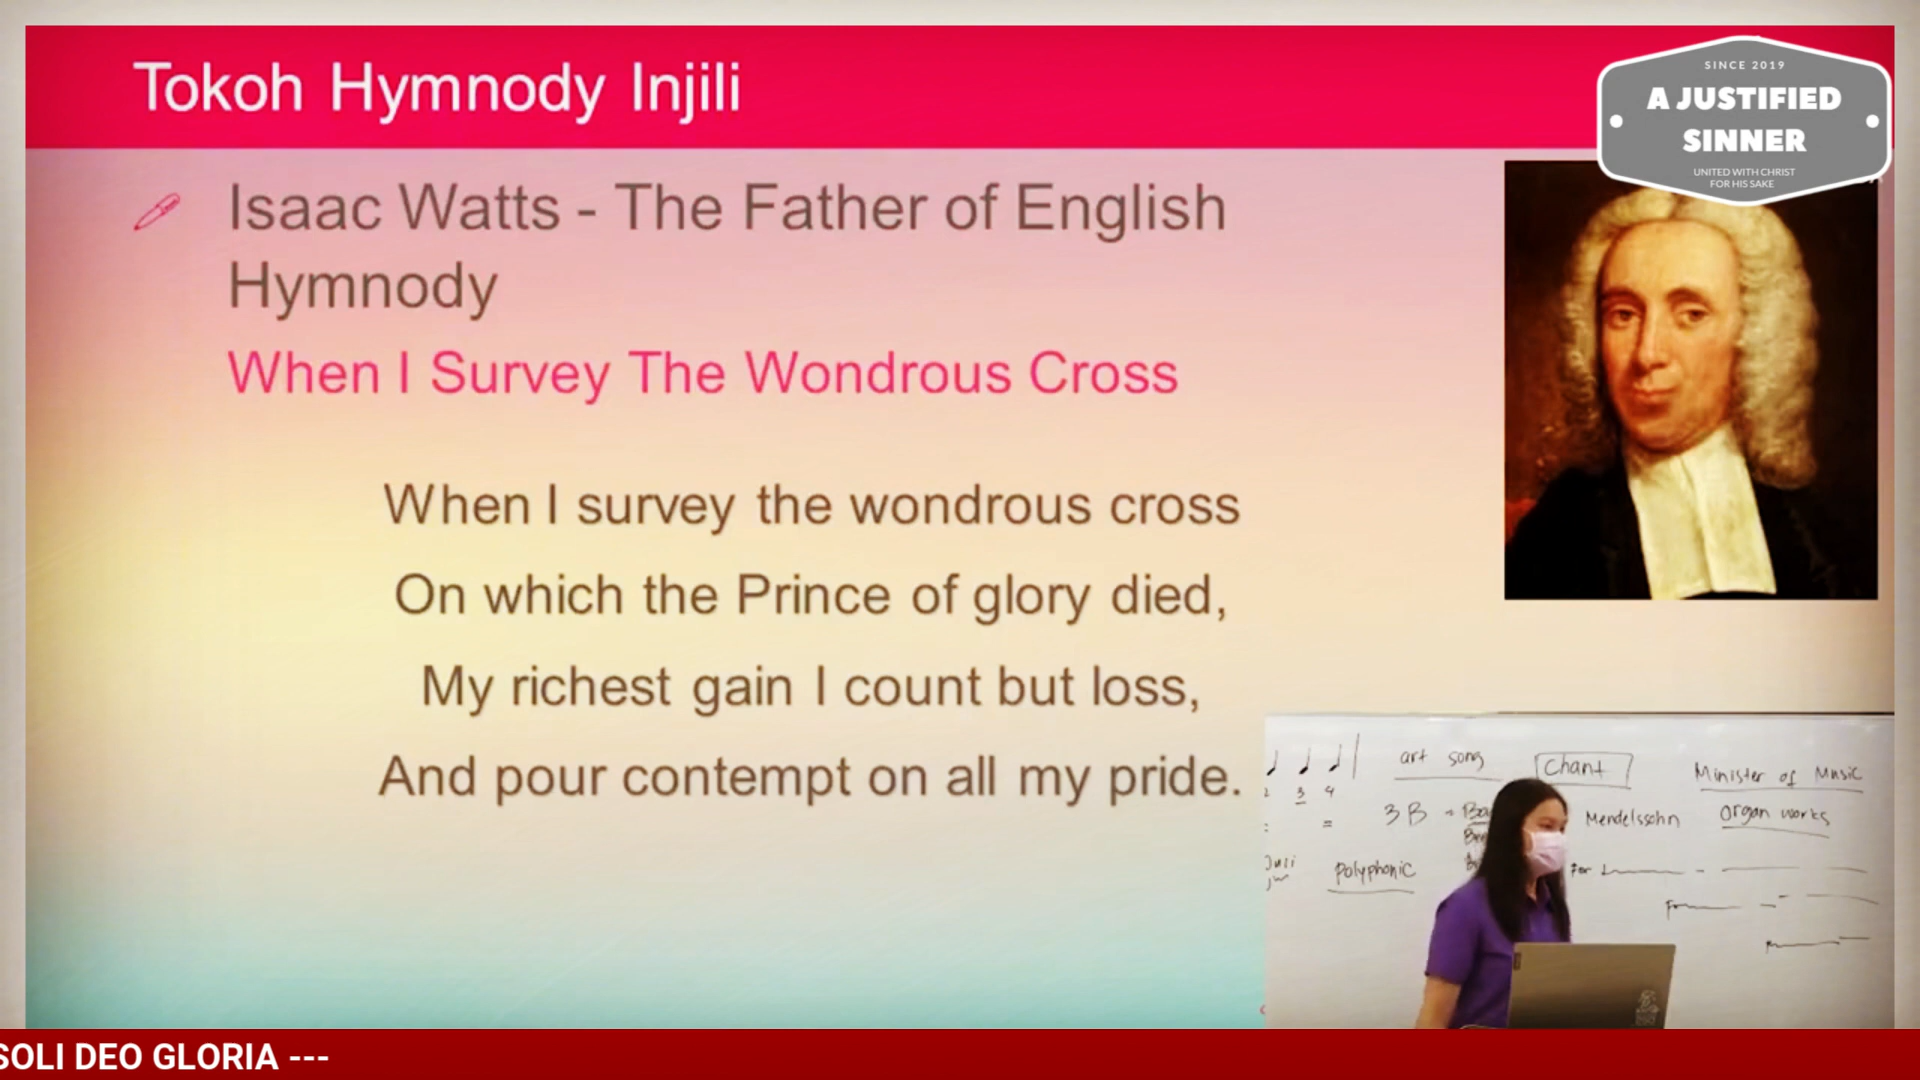 Tokoh Hymnody Injili
SINCE 2019
A JUSTIFIED
SINNER
UNITED WITH CHRIST
FOR HIS SAKE
Isaac Watts - The Father of English
Hymnody
When I Survey The Wondrous Cross
When I survey the wondrous cross
On which the Prince of glory died,
My richest gain I count but loss,
And pour contempt on all my pride.
art song
Chant
Minister of Music
3 4
3B
Mendelssohn
Organ works
=
Polyphonic
For
SOLI DEO GLORIA ---